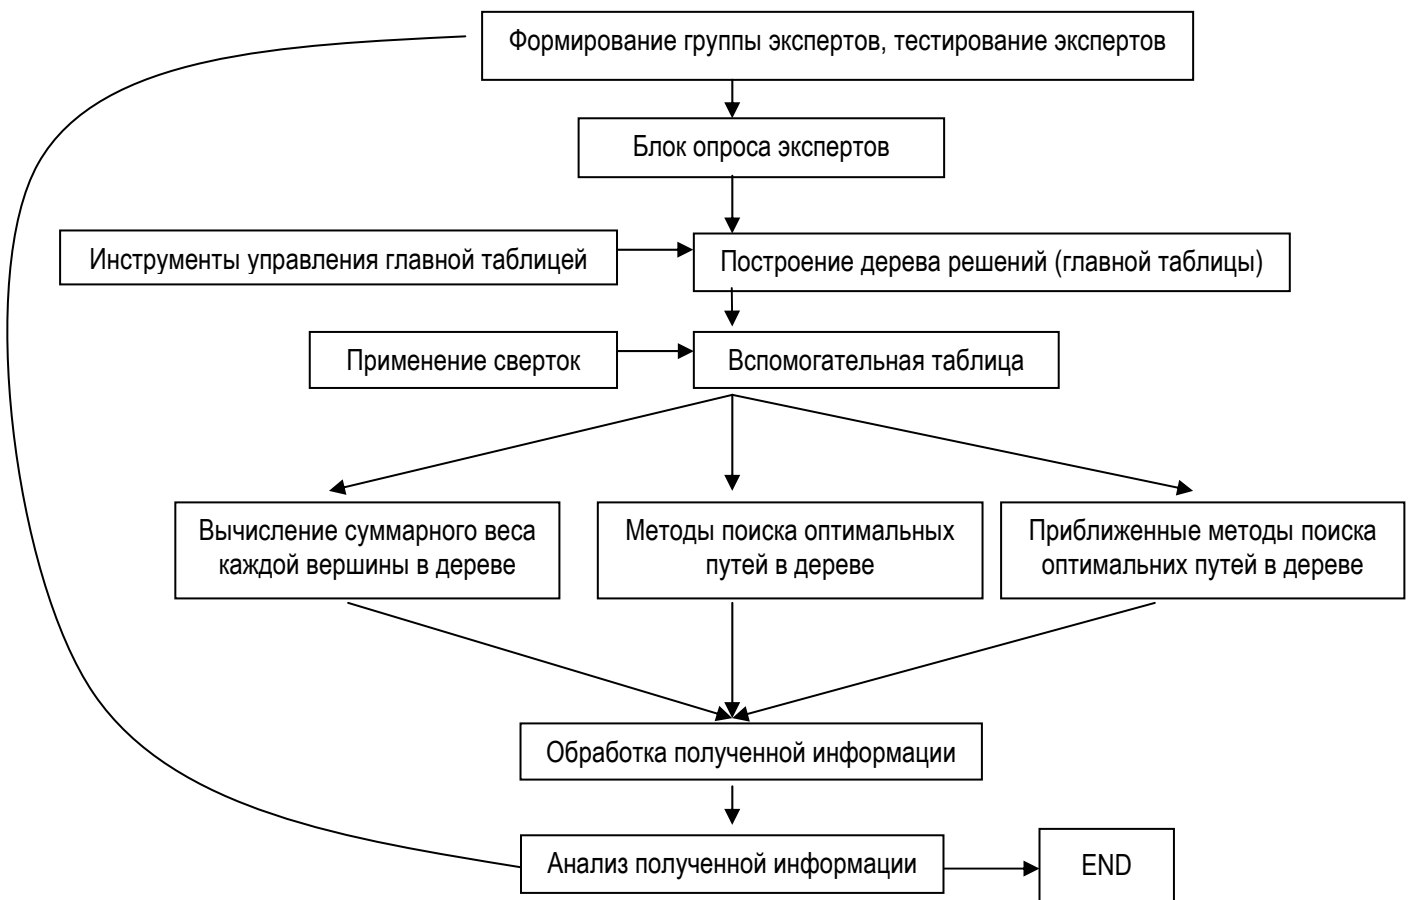 Формирование группы экспертов, тестирование экспертов
Блок опроса экспертов
Инструменты управления главной таблицей
Построение дерева решений (главной таблицы)
Применение сверток
Вспомогательная таблица
Вычисление суммарного веса
каждой вершины в дереве
Методы поиска оптимальных
путей в дереве
Приближенные методы поиска
оптимальних путей в дереве
Обработка полученной информации
Анализ полученной информации
END